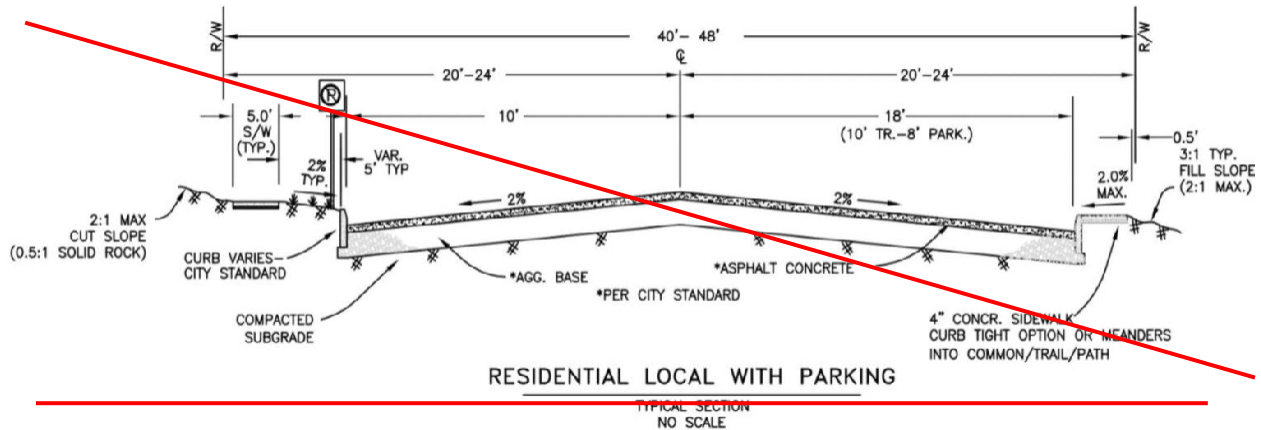 R/W
40'- 48'
R/W
℄
20'-24'
20'-24'
R
5.0'
S/W
(TYP.)
10'
18'
(10' TR.-8' PARK.)
0.5'
3:1 TYP.
FILL SLOPE
(2:1 MAX.)
2%
TYP.
VAR.
5' TYP
2.0%
MAX.
2%
2%
2:1 MAX
CUT SLOPE
(0.5:1 SOLID ROCK)
CURB VARIES-
CITY STANDARD
*AGG. BASE
*ASPHALT CONCRETE
*PER CITY STANDARD
COMPACTED
SUBGRADE
4" CONCR. SIDEWALK
CURB TIGHT OPTION OR MEANDERS
INTO COMMON/TRAIL/PATH
RESIDENTIAL LOCAL WITH PARKING
TYPICAL SECTION
NO SCALE